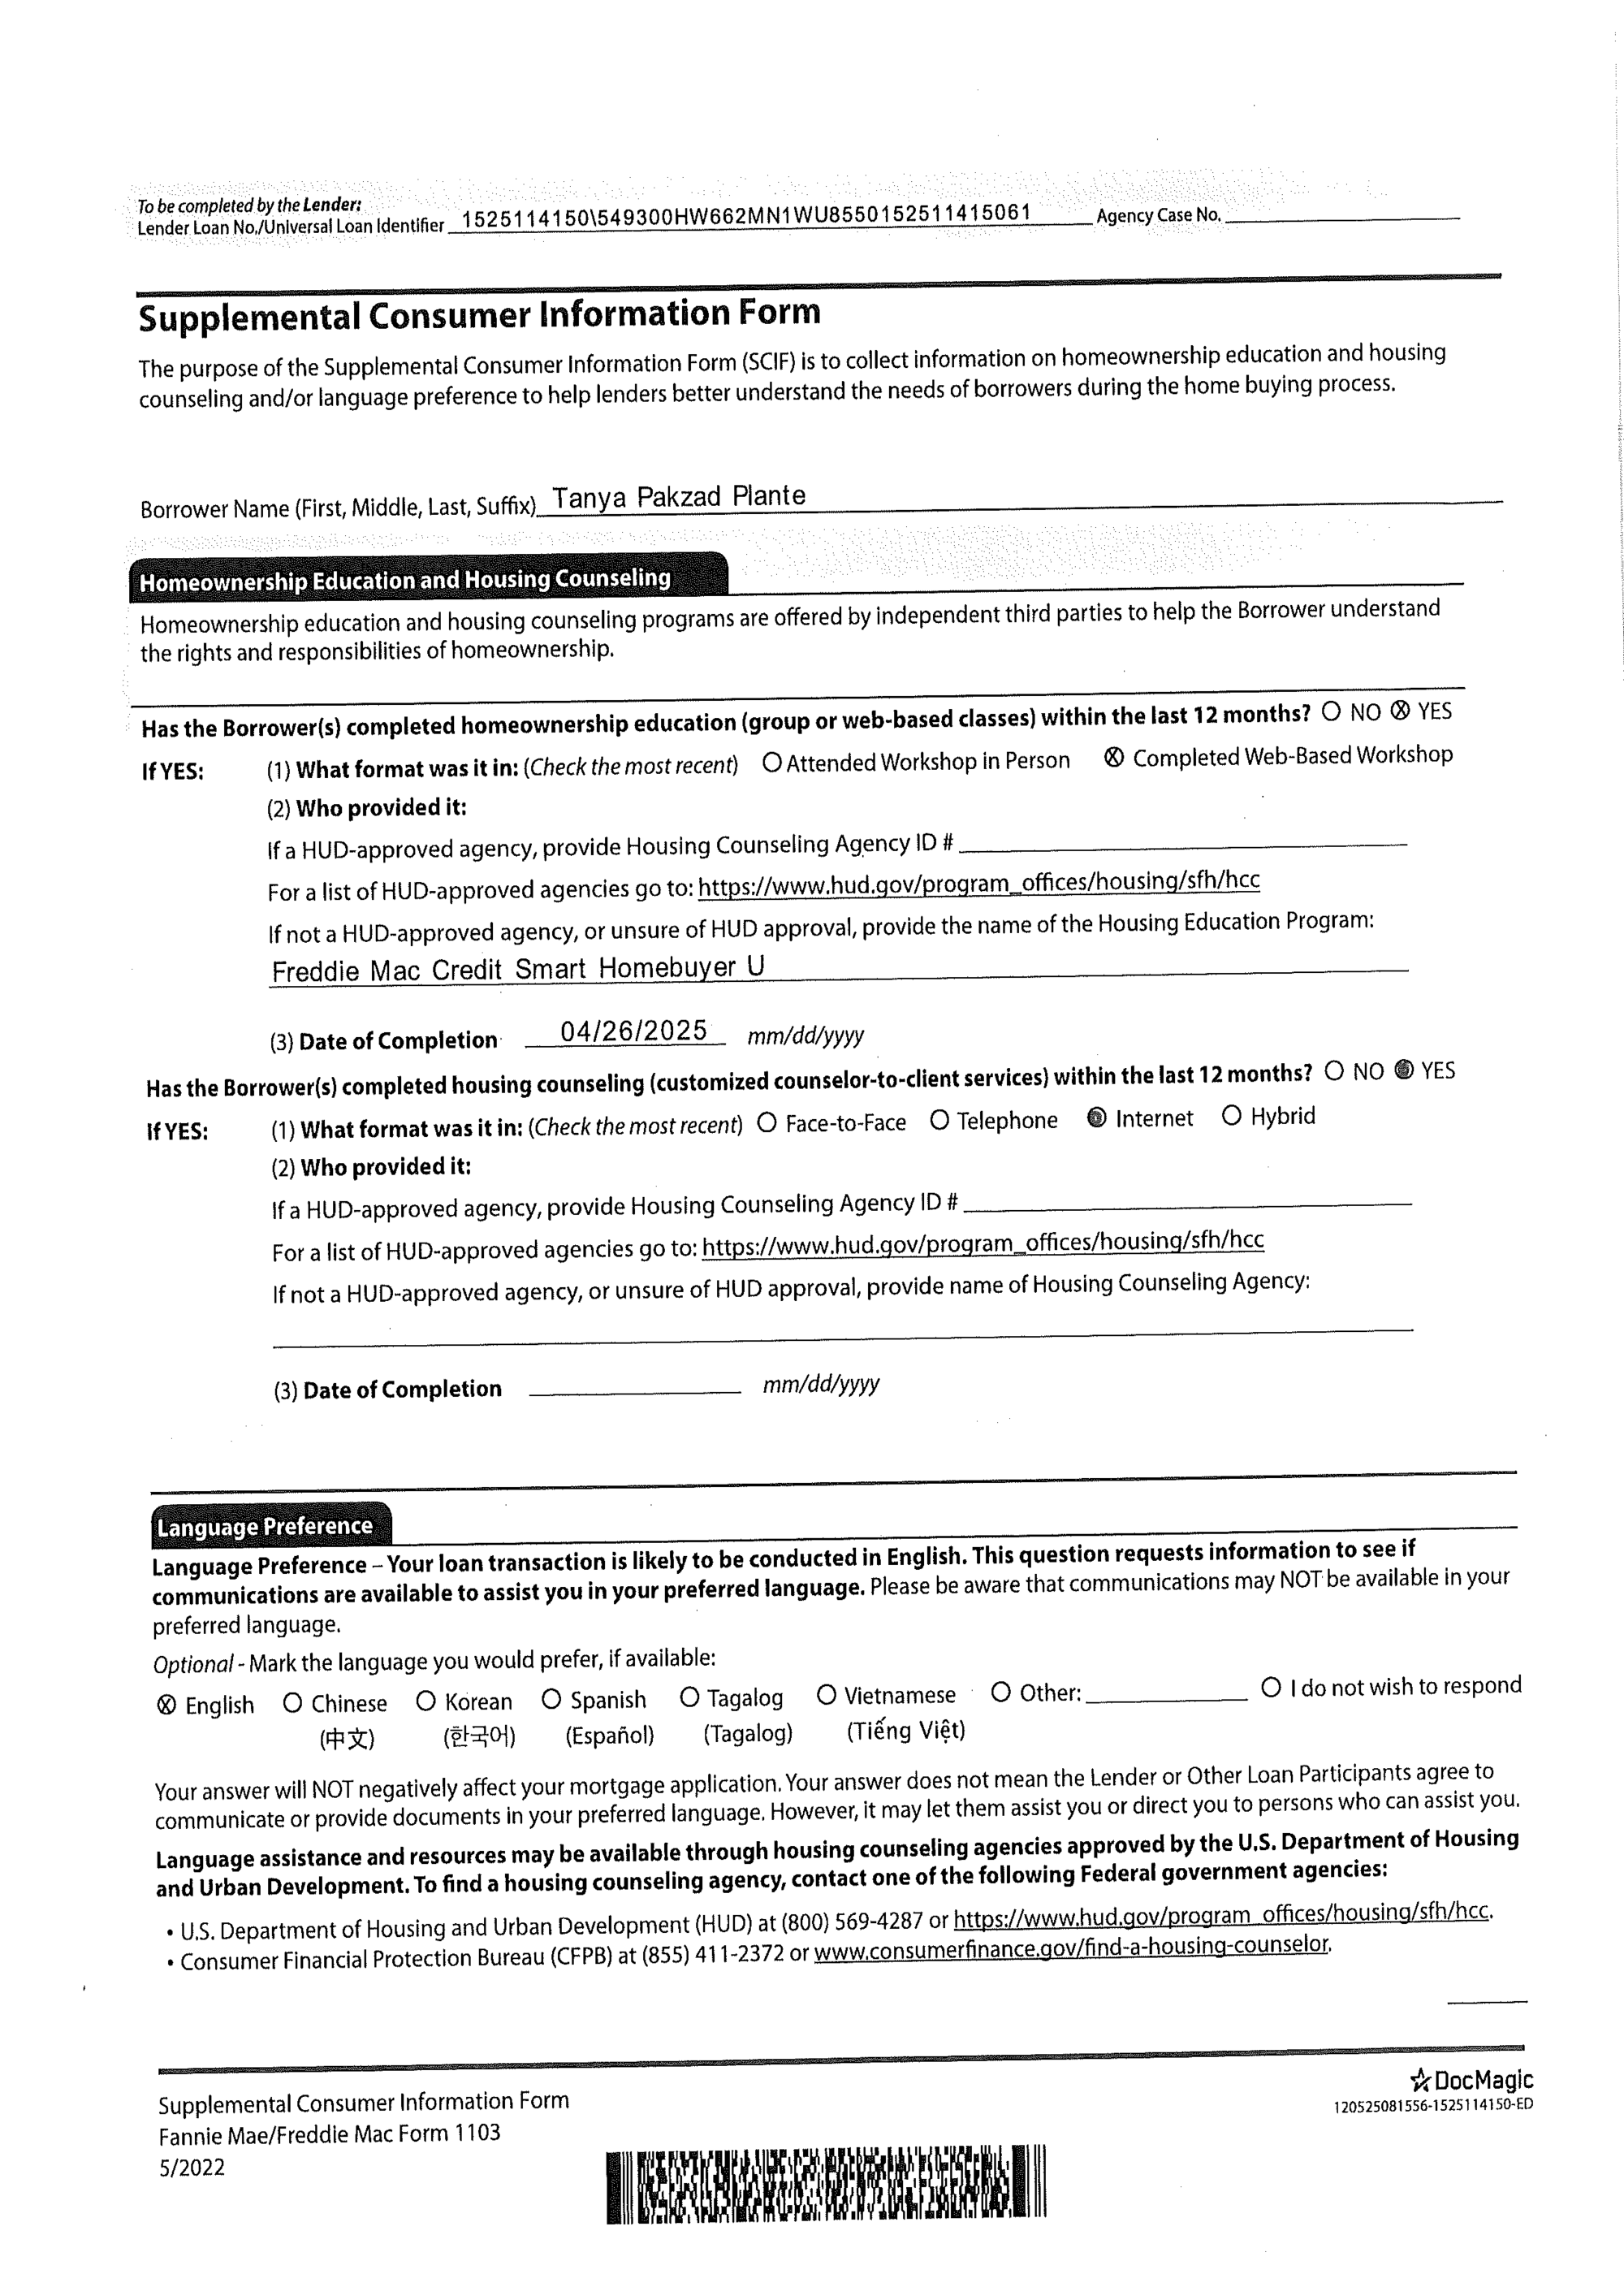 To be completed by the Lender:
Lender Loan No./Universal Loan Identifier 1525114150\549300HW662MN1WU8550152511415061 Agency Case No.
Supplemental Consumer Information Form
The purpose of the Supplemental Consumer Information Form (SCIF) is to collect information on homeownership education and housing
counseling and/or language preference to help lenders better understand the needs of borrowers during the home buying process.
Borrower Name (First, Middle, Last, Suffix) Tanya Pakzad Plante
Homeownership Education and Housing Counseling
Homeownership education and housing counseling programs are offered by independent third parties to help the Borrower understand
the rights and responsibilities of homeownership.
Has the Borrower(s) completed homeownership education (group or web-based classes) within the last 12 months? NO YES
If YES: (1) What format was it in: (Check the most recent) Attended Workshop in Person Completed Web-Based Workshop
(2) Who provided it:
If a HUD-approved agency, provide Housing Counseling Agency ID #
For a list of HUD-approved agencies go to: https://www.hud.gov/program_offices/housing/sfh/hcc
If not a HUD-approved agency, or unsure of HUD approval, provide the name of the Housing Education Program:
Freddie Mac Credit Smart Homebuyer U
(3) Date of Completion 04/26/2025 mm/dd/yyyy
Has the Borrower(s) completed housing counseling (customized counselor-to-client services) within the last 12 months? NO YES
If YES: (1) What format was it in: (Check the most recent) Face-to-Face Telephone Internet Hybrid
(2) Who provided it:
If a HUD-approved agency, provide Housing Counseling Agency ID #
For a list of HUD-approved agencies go to: https://www.hud.gov/program_offices/housing/sfh/hcc
If not a HUD-approved agency, or unsure of HUD approval, provide name of Housing Counseling Agency:
(3) Date of Completion mm/dd/yyyy
Language Preference
Language Preference – Your loan transaction is likely to be conducted in English. This question requests information to see if
communications are available to assist you in your preferred language. Please be aware that communications may NOT be available in your
preferred language.
Optional - Mark the language you would prefer, if available:
English Chinese Korean Spanish Tagalog Vietnamese Other: I do not wish to respond
(中文) (한국어) (Español) (Tagalog) (Tiếng Việt)
Your answer will NOT negatively affect your mortgage application. Your answer does not mean the Lender or Other Loan Participants agree to
communicate or provide documents in your preferred language. However, it may let them assist you or direct you to persons who can assist you.
Language assistance and resources may be available through housing counseling agencies approved by the U.S. Department of Housing
and Urban Development. To find a housing counseling agency, contact one of the following Federal government agencies:
• U.S. Department of Housing and Urban Development (HUD) at (800) 569-4287 or https://www.hud.gov/program_offices/housing/sfh/hcc.
• Consumer Financial Protection Bureau (CFPB) at (855) 411-2372 or www.consumerfinance.gov/find-a-housing-counselor.
Supplemental Consumer Information Form
Fannie Mae/Freddie Mac Form 1103
5/2022
DocMagic
120525081556-1525114150-ED